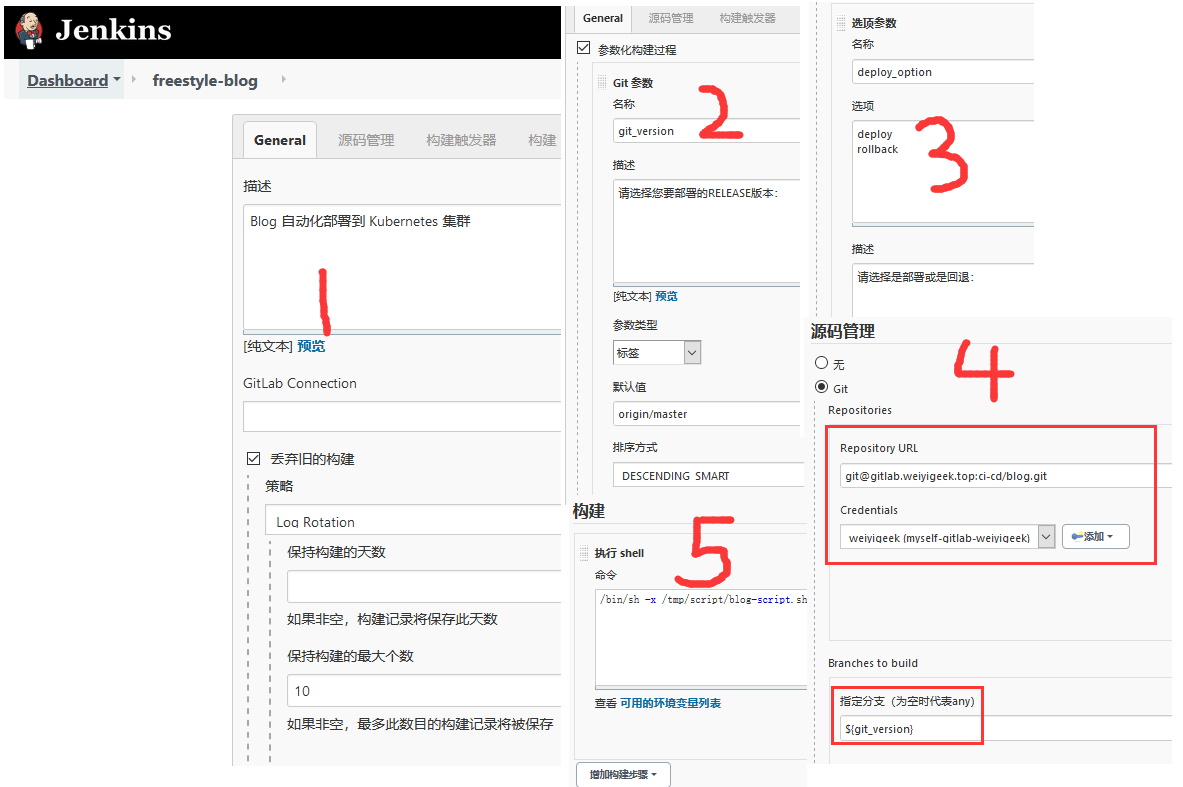 Jenkins
Dashboard
freestyle-blog
General
源码管理
构建触发器
构建
描述
Blog 自动化部署到 Kubernetes 集群
1
[纯文本] 预览
GitLab Connection
丢弃旧的构建
策略
Log Rotation
保持构建的天数
如果非空，构建记录将保存此天数
保持构建的最大个数
10
如果非空，最多此数目的构建记录将被保存
General
源码管理
构建触发器
参数化构建过程
Git 参数
名称
2
git_version
描述
请选择您要部署的RELEASE版本：
[纯文本] 预览
参数类型
标签
默认值
origin/master
排序方式
DESCENDING_SMART
选项参数
名称
deploy_option
选项
deploy
rollback
3
描述
请选择是部署或是回退：
源码管理
4
无
Git
Repositories
Repository URL
git@gitlab.weiyigeek.top:ci-cd/blog.git
Credentials
weiyigeek (myself-gitlab-weiyigeek)
添加
Branches to build
指定分支（为空时代表any）
${git_version}
构建
5
执行 shell
命令
/bin/sh -x /tmp/script/blog-script.sh
查看 可用的环境变量列表
增加构建步骤